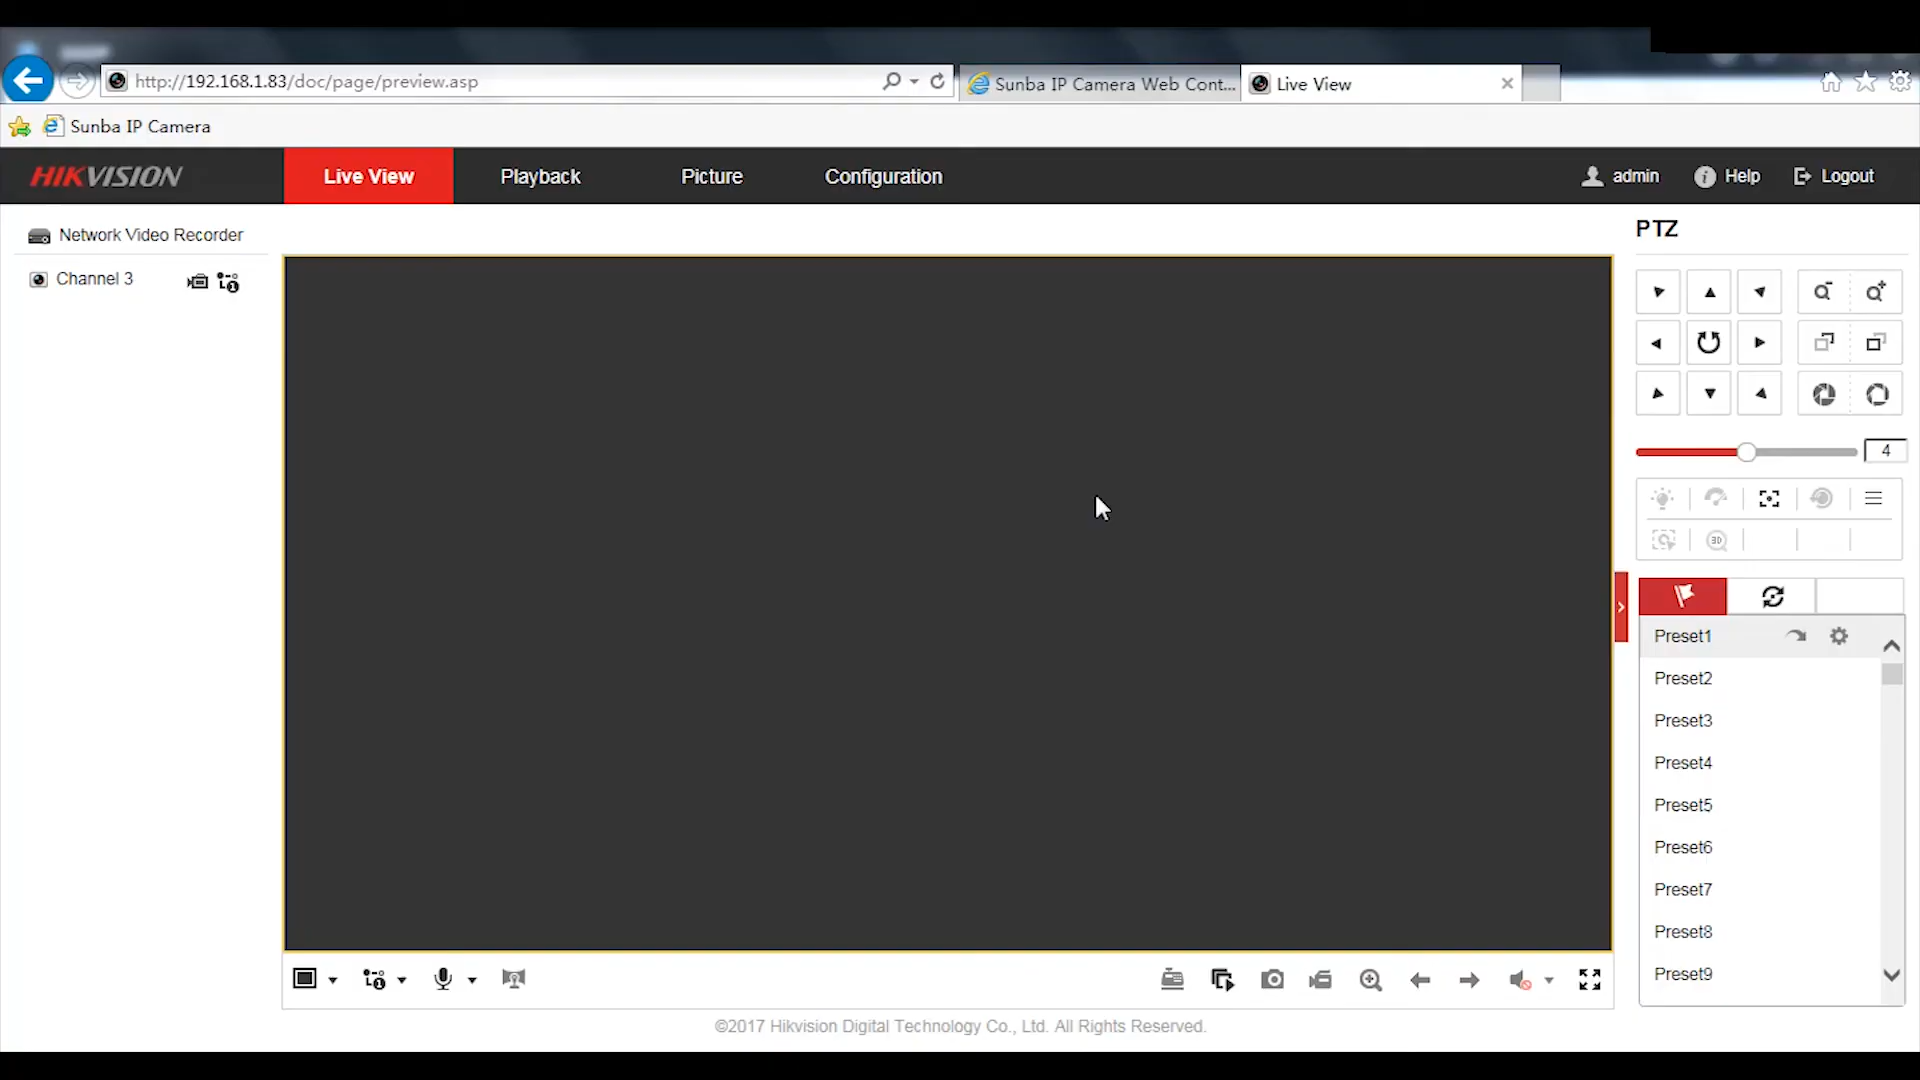 http://192.168.1.83/doc/page/preview.asp
Sunba IP Camera Web Cont...
Live View
Sunba IP Camera
HIKVISION
Live View
Playback
Picture
Configuration
admin
Help
Logout
Network Video Recorder
Channel 3
PTZ
4
3D
Preset1
Preset2
Preset3
Preset4
Preset5
Preset6
Preset7
Preset8
Preset9
©2017 Hikvision Digital Technology Co., Ltd. All Rights Reserved.